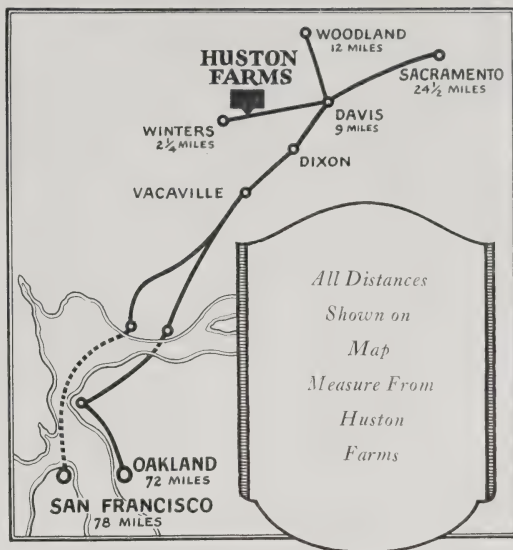 WOODLAND
12 MILES
HUSTON
FARMS
SACRAMENTO
24½ MILES
DAVIS
9 MILES
WINTERS
2¼ MILES
DIXON
VACAVILLE
All Distances
Shown on
Map
Measure From
Huston
Farms
OAKLAND
72 MILES
SAN FRANCISCO
78 MILES